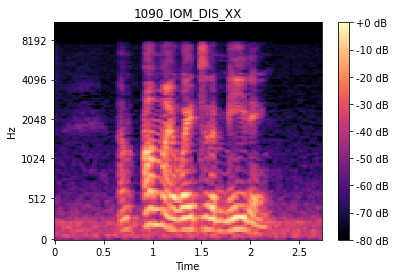 1090_IOM_DIS_XX
+0 dB
8192
-10 dB
4096
-20 dB
-30 dB
2048
Hz
-40 dB
1024
-50 dB
512
-60 dB
-70 dB
0
-80 dB
0 0.5 1 1.5 2 2.5
Time